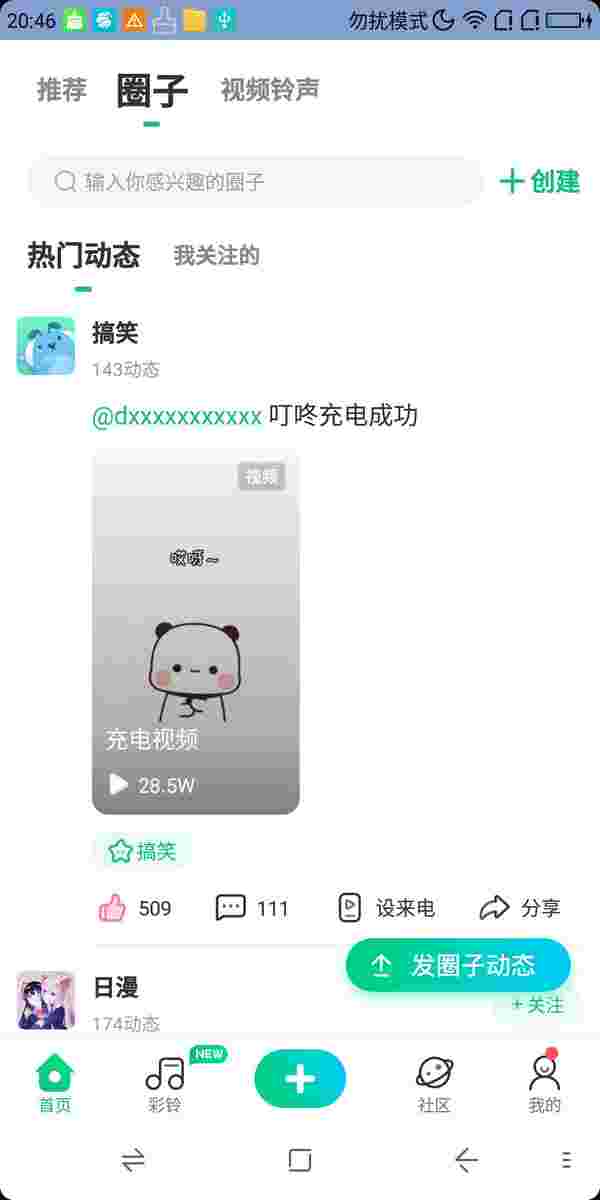 20:46 勿扰模式
推荐 圈子 视频铃声
输入你感兴趣的圈子 创建
热门动态 我关注的
搞笑
143动态
@dxxxxxxxxxxx 叮咚充电成功
视频
哎呀~
充电视频
28.5W
搞笑
509 111 设来电 分享
发圈子动态
日漫
+关注
174动态
NEW
首页 彩铃 社区 我的